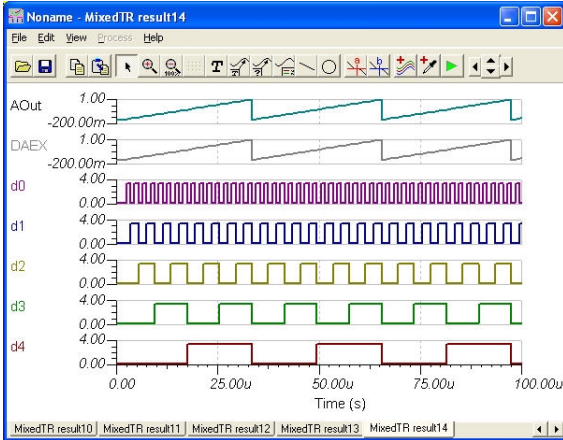 Noname - MixedTR result14
File Edit View Process Help
AOut
1.00
-200.00m
DAEX
1.00
-200.00m
d0
4.00
0.00
d1
4.00
0.00
d2
4.00
0.00
d3
4.00
0.00
d4
4.00
0.00
0.00 25.00u 50.00u 75.00u 100.00u
Time (s)
MixedTR result10 MixedTR result11 MixedTR result12 MixedTR result13 MixedTR result14